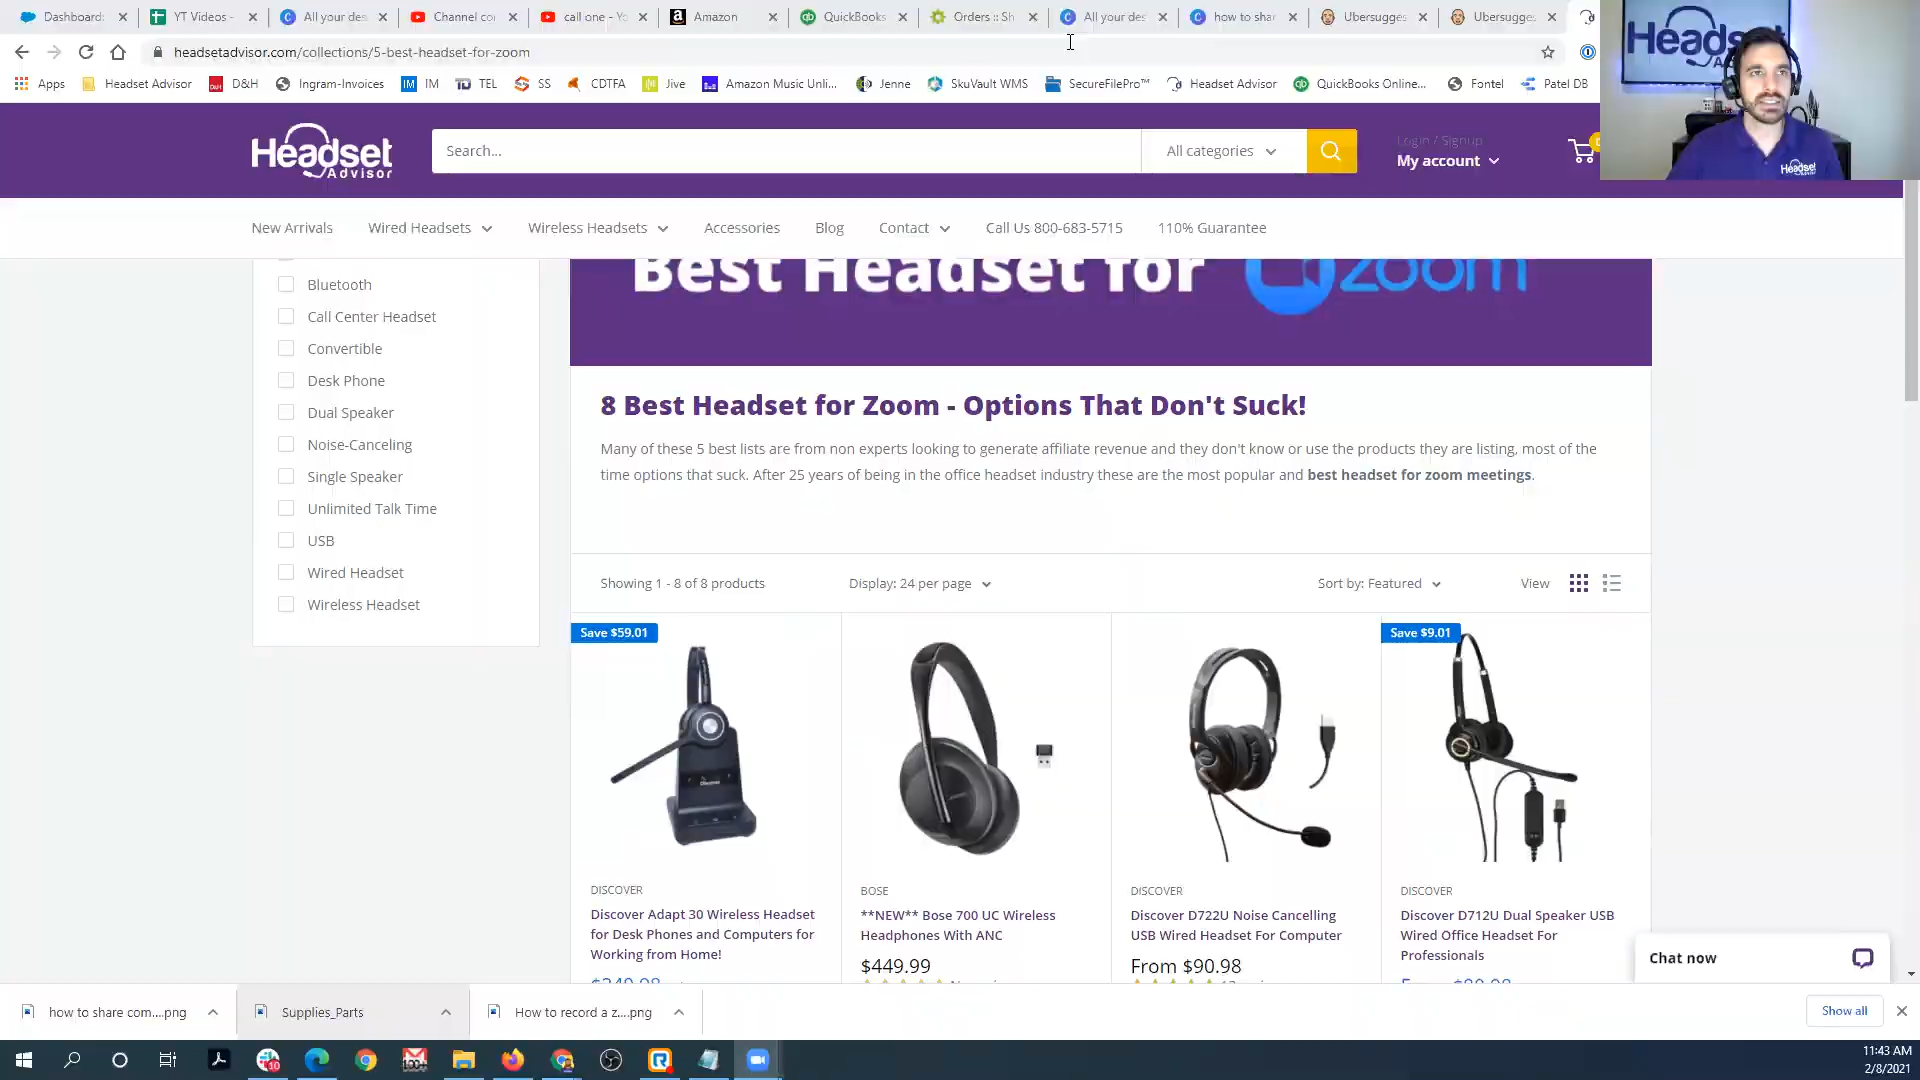 Dashboard:
YT Videos -
All your des
Channel co
call one - Yo
Amazon
QuickBooks
Orders :: Sh
All your des
how to shar
Ubersugges
Ubersugge
headsetadvisor.com/collections/5-best-headset-for-zoom
Apps
Headset Advisor
D&H
Ingram-Invoices
IM
TEL
SS
CDTFA
Jive
Amazon Music Unli...
Jenne
SkuVault WMS
SecureFilePro™
Headset Advisor
QuickBooks Online...
Fontel
Patel DB
Headset
Advisor
Search...
All categories
Login / Signup
My account
New Arrivals
Wired Headsets
Wireless Headsets
Accessories
Blog
Contact
Call Us 800-683-5715
110% Guarantee
Bluetooth
Call Center Headset
Convertible
Desk Phone
Dual Speaker
Noise-Canceling
Single Speaker
Unlimited Talk Time
USB
Wired Headset
Wireless Headset
Best Headset for zoom
8 Best Headset for Zoom - Options That Don't Suck!
Many of these 5 best lists are from non experts looking to generate affiliate revenue and they don't know or use the products they are listing, most of the
time options that suck. After 25 years of being in the office headset industry these are the most popular and best headset for zoom meetings.
Showing 1 - 8 of 8 products
Display: 24 per page
Sort by: Featured
View
Save $59.01
DISCOVER
Discover Adapt 30 Wireless Headset
for Desk Phones and Computers for
Working from Home!
BOSE
**NEW** Bose 700 UC Wireless
Headphones With ANC
$449.99
DISCOVER
Discover D722U Noise Cancelling
USB Wired Headset For Computer
From $90.98
Save $9.01
DISCOVER
Discover D712U Dual Speaker USB
Wired Office Headset For
Professionals
Chat now
how to share com....png
Supplies_Parts
How to record a z....png
Show all
11:43 AM
2/8/2021